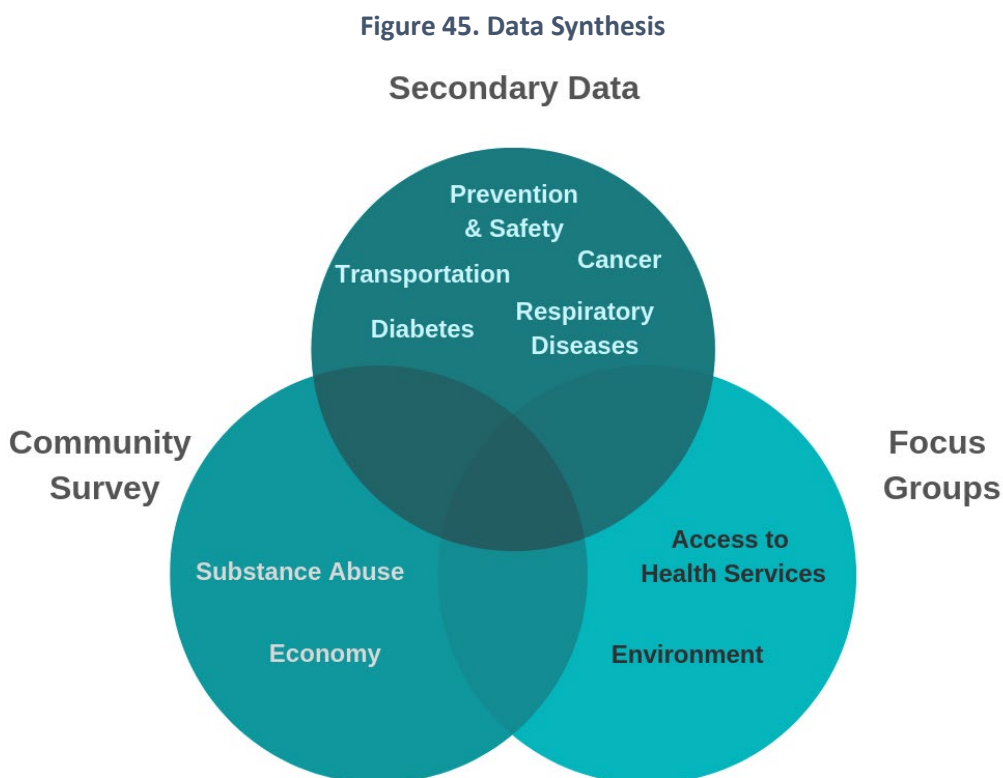 Figure 45. Data Synthesis
Secondary Data
Prevention
& Safety
Cancer
Transportation
Respiratory
Diseases
Diabetes
Community
Survey
Focus
Groups
Substance Abuse
Economy
Access to
Health Services
Environment